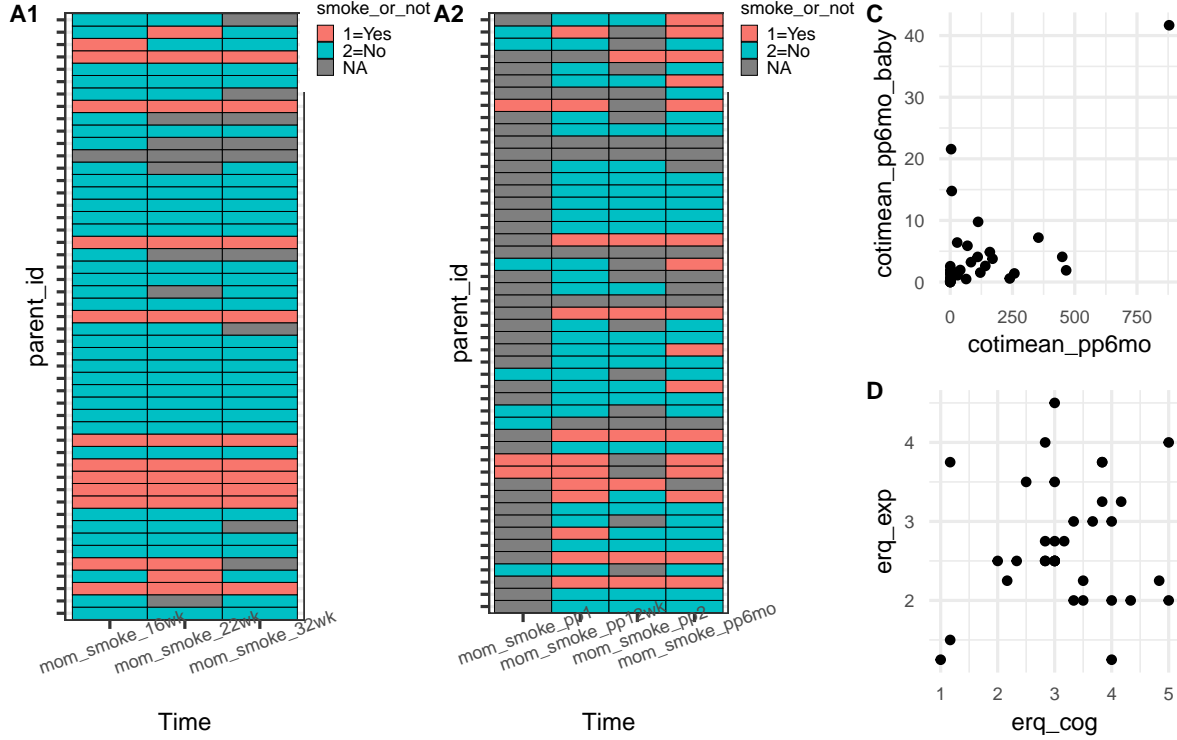 A1
smoke_or_not
1=Yes
2=No
NA
parent_id
mom_smoke_16wk
mom_smoke_22wk
mom_smoke_32wk
Time
A2
smoke_or_not
1=Yes
2=No
NA
parent_id
mom_smoke_pp1
mom_smoke_pp12wk
mom_smoke_pp2
mom_smoke_pp6mo
Time
C
cotimean_pp6mo_baby
40
30
20
10
0
0 250 500 750
cotimean_pp6mo
D
erq_exp
4
3
2
1 2 3 4 5
erq_cog